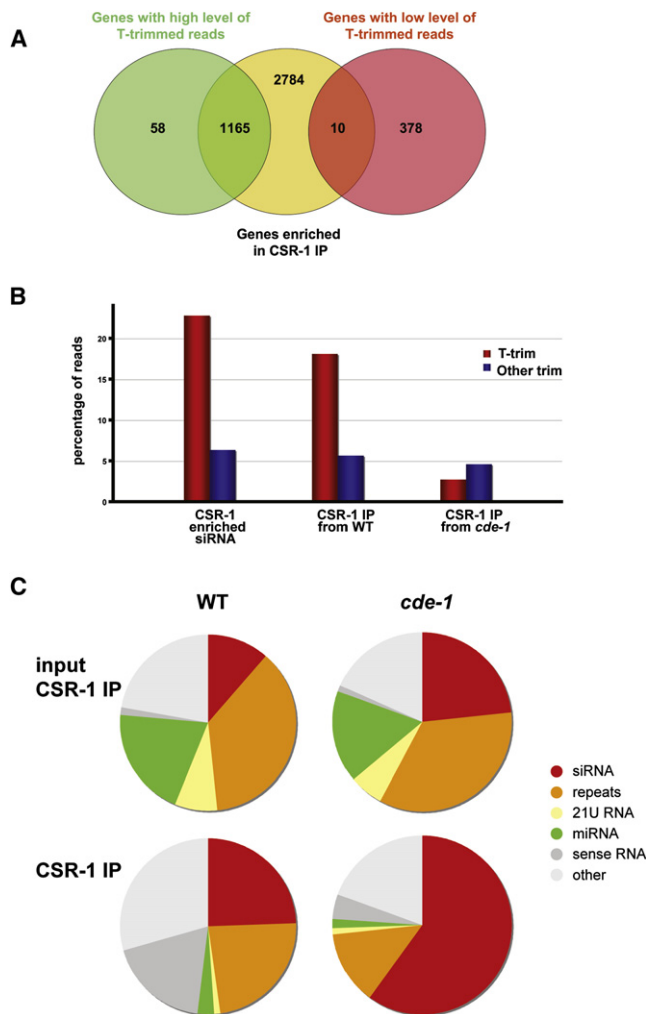 Genes with high level of
T-trimmed reads
Genes with low level of
T-trimmed reads
A
2784
58
1165
10
378
Genes enriched
in CSR-1 IP
B
percentage of reads
20
15
10
5
0
T-trim
Other trim
CSR-1
enriched
siRNA
CSR-1 IP
from WT
CSR-1 IP
from cde-1
C
WT
cde-1
input
CSR-1 IP
CSR-1 IP
siRNA
repeats
21U RNA
miRNA
sense RNA
other